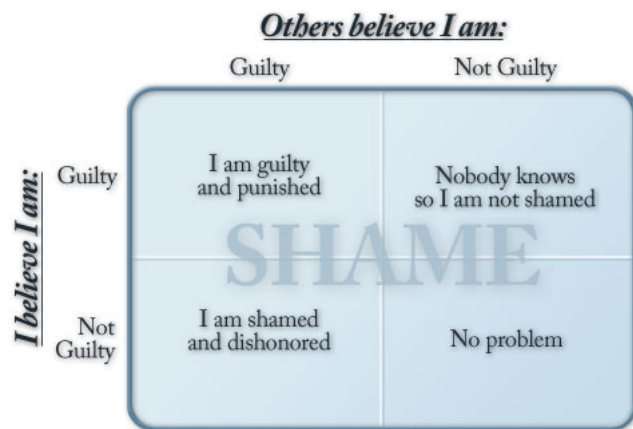 Others believe I am:
Guilty
Not Guilty
I believe I am:
Guilty
I am guilty
and punished
Nobody knows
so I am not shamed
SHAME
Not
Guilty
I am shamed
and dishonored
No problem